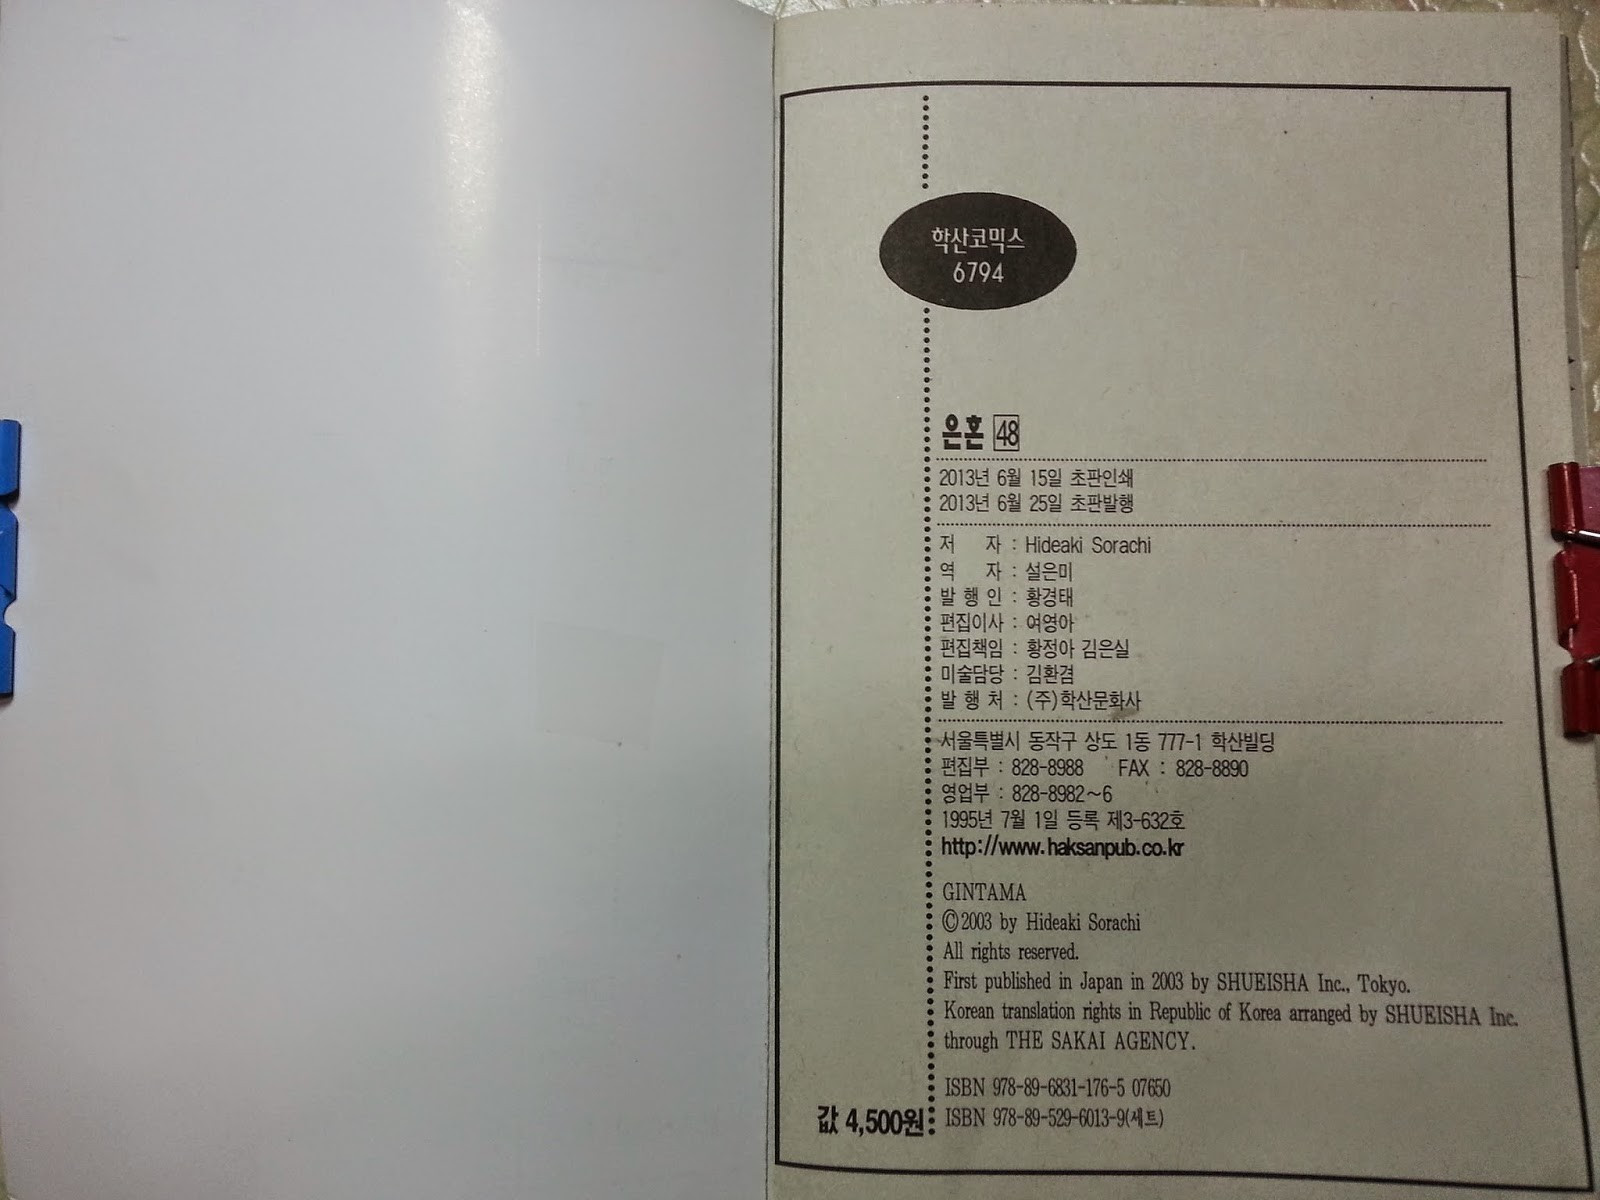 학산코믹스
6794
은혼 48
2013년 6월 15일 초판인쇄
2013년 6월 25일 초판발행
저 자 : Hideaki Sorachi
역 자 : 설은미
발 행 인 : 황경태
편집이사 : 여영아
편집책임 : 황정아 김은실
미술담당 : 김환겸
발 행 처 : (주)학산문화사
서울특별시 동작구 상도 1동 777-1 학산빌딩
편집부 : 828-8988 FAX : 828-8890
영업부 : 828-8982~6
1995년 7월 1일 등록 제3-632호
http://www.haksanpub.co.kr
GINTAMA
©2003 by Hideaki Sorachi
All rights reserved.
First published in Japan in 2003 by SHUEISHA Inc., Tokyo.
Korean translation rights in Republic of Korea arranged by SHUEISHA Inc.
through THE SAKAI AGENCY.
ISBN 978-89-6831-176-5 07650
ISBN 978-89-529-6013-9(세트)
값 4,500원